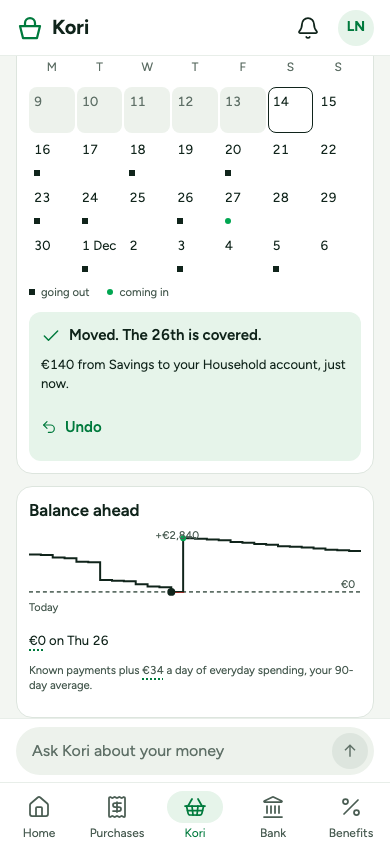 Kori
LN
M T W T F S S
9 10 11 12 13 14 15
16 17 18 19 20 21 22
23 24 25 26 27 28 29
30 1 Dec 2 3 4 5 6
going out coming in
Moved. The 26th is covered.
€140 from Savings to your Household account, just
now.
Undo
Balance ahead
+€2,840
€0
Today
€0 on Thu 26
Known payments plus €34 a day of everyday spending, your 90-
day average.
Ask Kori about your money
Home Purchases Kori Bank Benefits